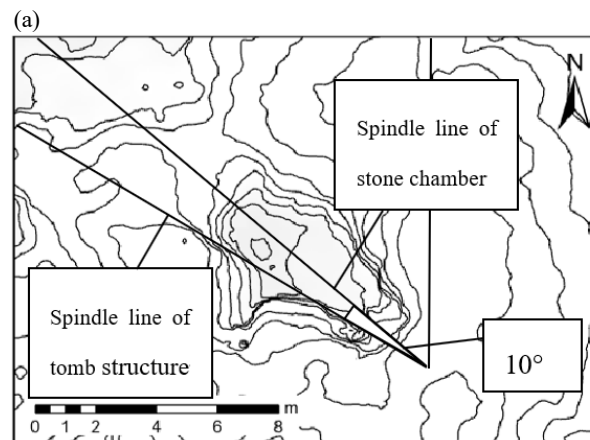 (a)
N
Spindle line of
stone chamber
Spindle line of
tomb structure
10°
0 1 2 4 6 8 m